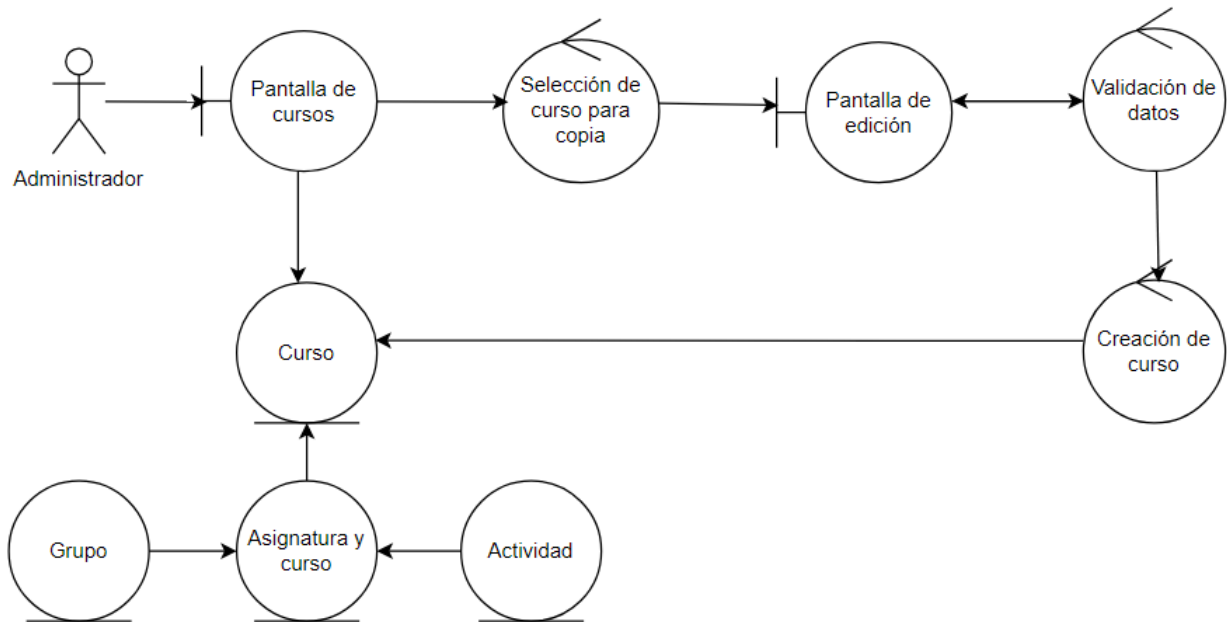 Pantalla de
cursos
Selección de
curso para
copia
Pantalla de
edición
Validación de
datos
Administrador
Curso
Creación de
curso
Grupo
Asignatura y
curso
Actividad